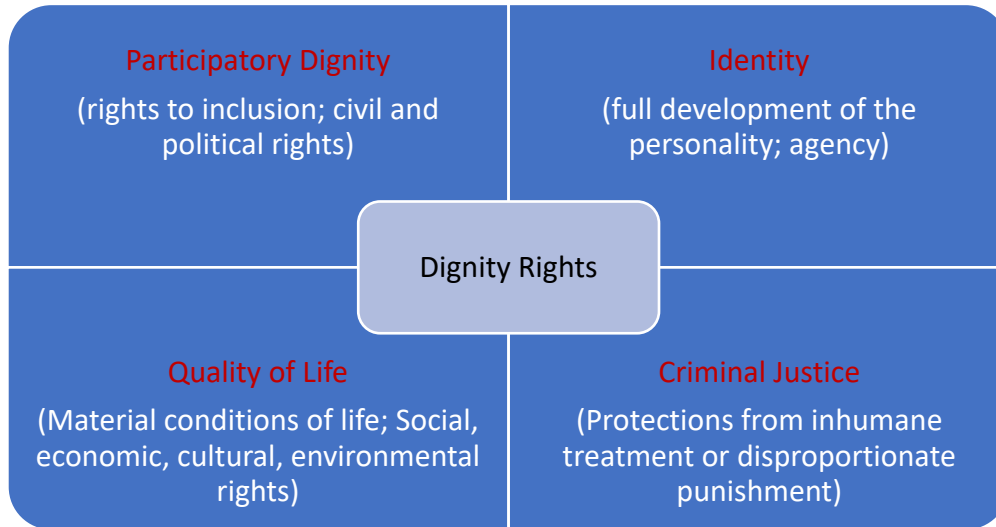 Participatory Dignity
(rights to inclusion; civil and
political rights)
Identity
(full development of the
personality; agency)
Dignity Rights
Quality of Life
(Material conditions of life; Social,
economic, cultural, environmental
rights)
Criminal Justice
(Protections from inhumane
treatment or disproportionate
punishment)